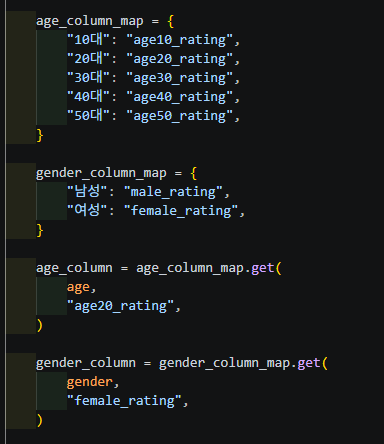 age_column_map = {
    "10대": "age10_rating",
    "20대": "age20_rating",
    "30대": "age30_rating",
    "40대": "age40_rating",
    "50대": "age50_rating",
}

gender_column_map = {
    "남성": "male_rating",
    "여성": "female_rating",
}

age_column = age_column_map.get(
    age,
    "age20_rating",
)

gender_column = gender_column_map.get(
    gender,
    "female_rating",
)